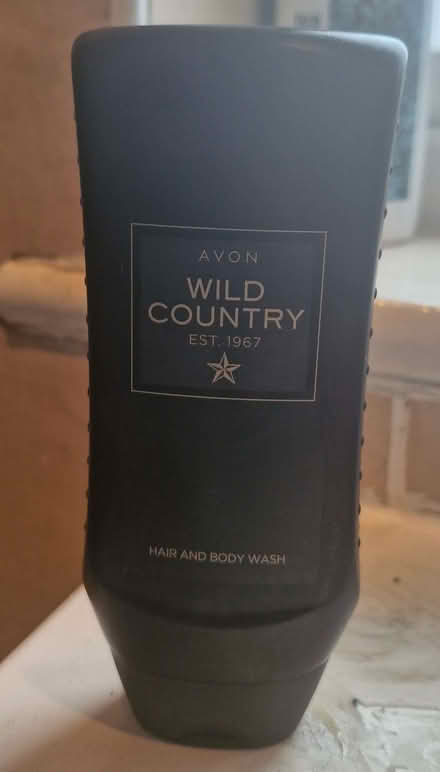 AVON
WILD
COUNTRY
EST. 1967
HAIR AND BODY WASH